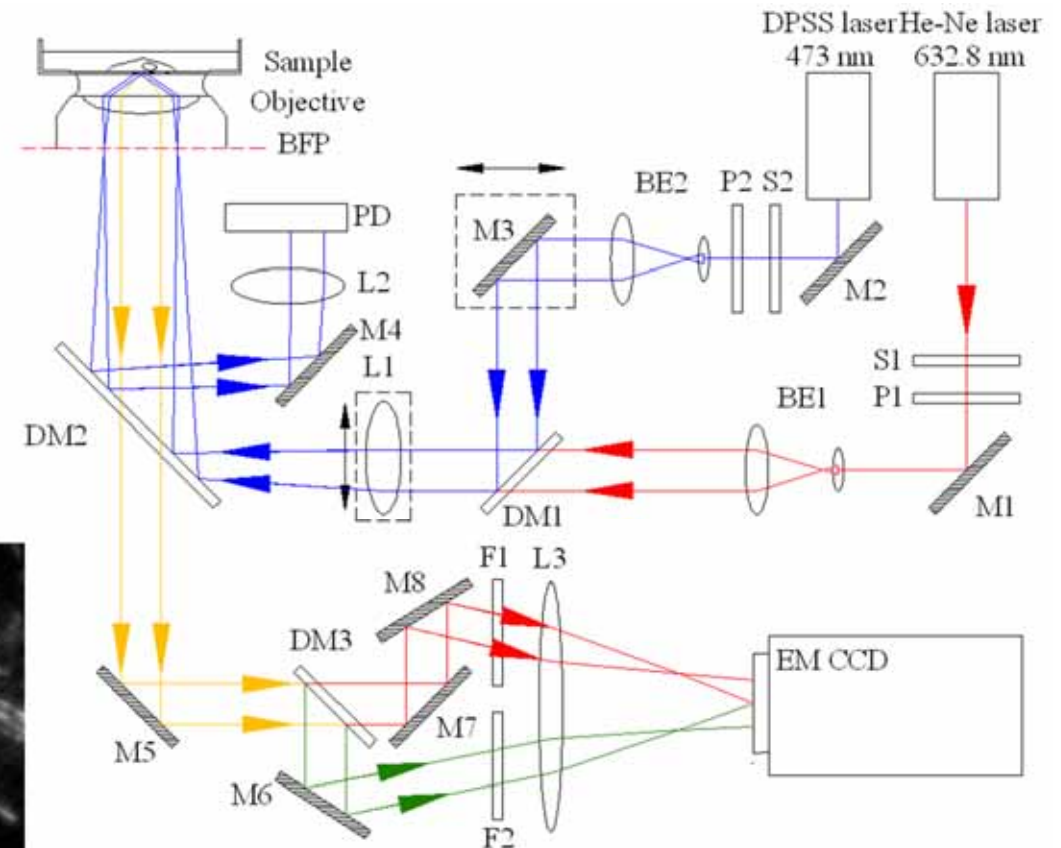 DPSS laser He-Ne laser
473 nm 632.8 nm
Sample
Objective
BFP
BE2 P2 S2
PD
M3
L2
M2
M4
L1
S1
BE1
P1
DM2
DM1
M1
F1 L3
M8
DM3
EM CCD
M7
M5
M6
F2